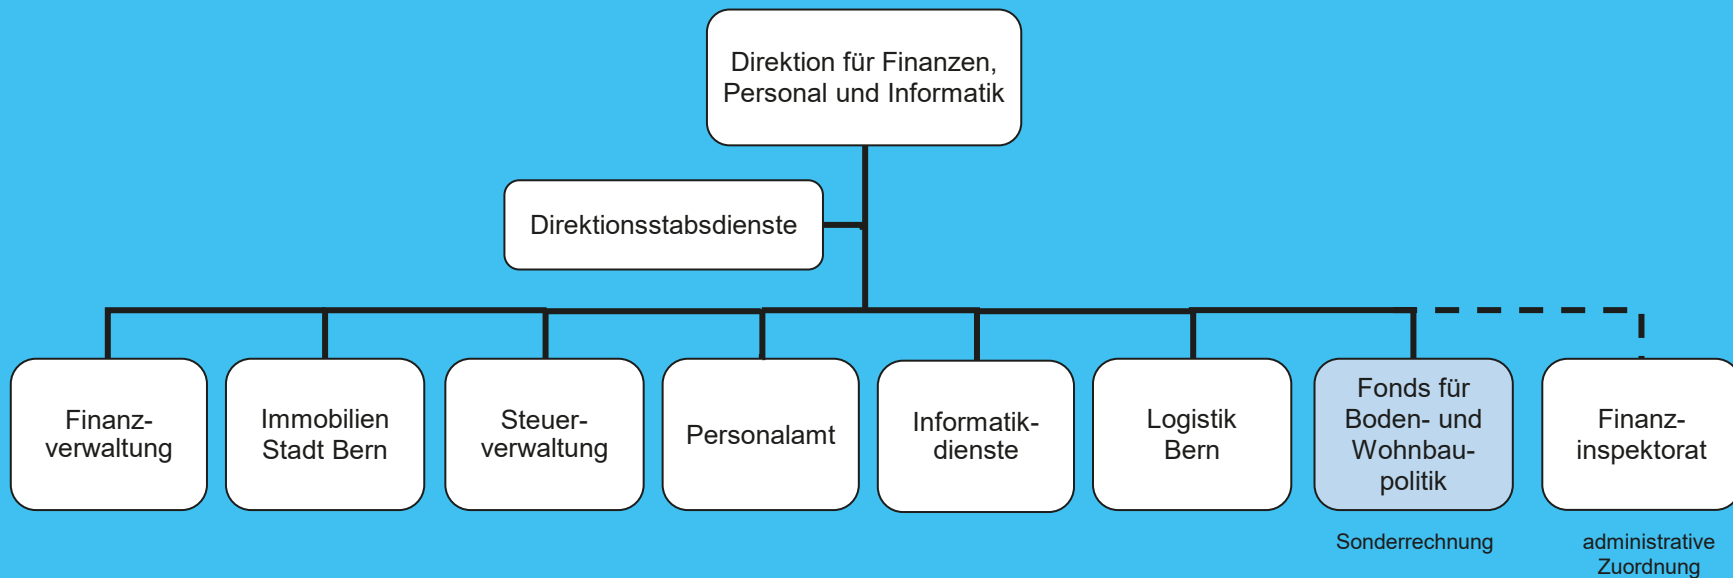 Direktion für Finanzen,
Personal und Informatik
Direktionsstabsdienste
Finanz-
verwaltung
Immobilien
Stadt Bern
Steuer-
verwaltung
Personalamt
Informatik-
dienste
Logistik
Bern
Fonds für
Boden- und
Wohnbau-
politik
Finanz-
inspektorat
Sonderrechnung
administrative
Zuordnung